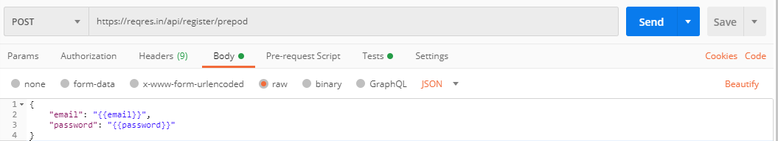 POST https://reqres.in/api/register/prepod Send Save
Params Authorization Headers (9) Body Pre-request Script Tests Settings Cookies Code
none form-data x-www-form-urlencoded raw binary GraphQL JSON Beautify
1 {
2 "email": "{{email}}",
3 "password": "{{password}}"
4 }